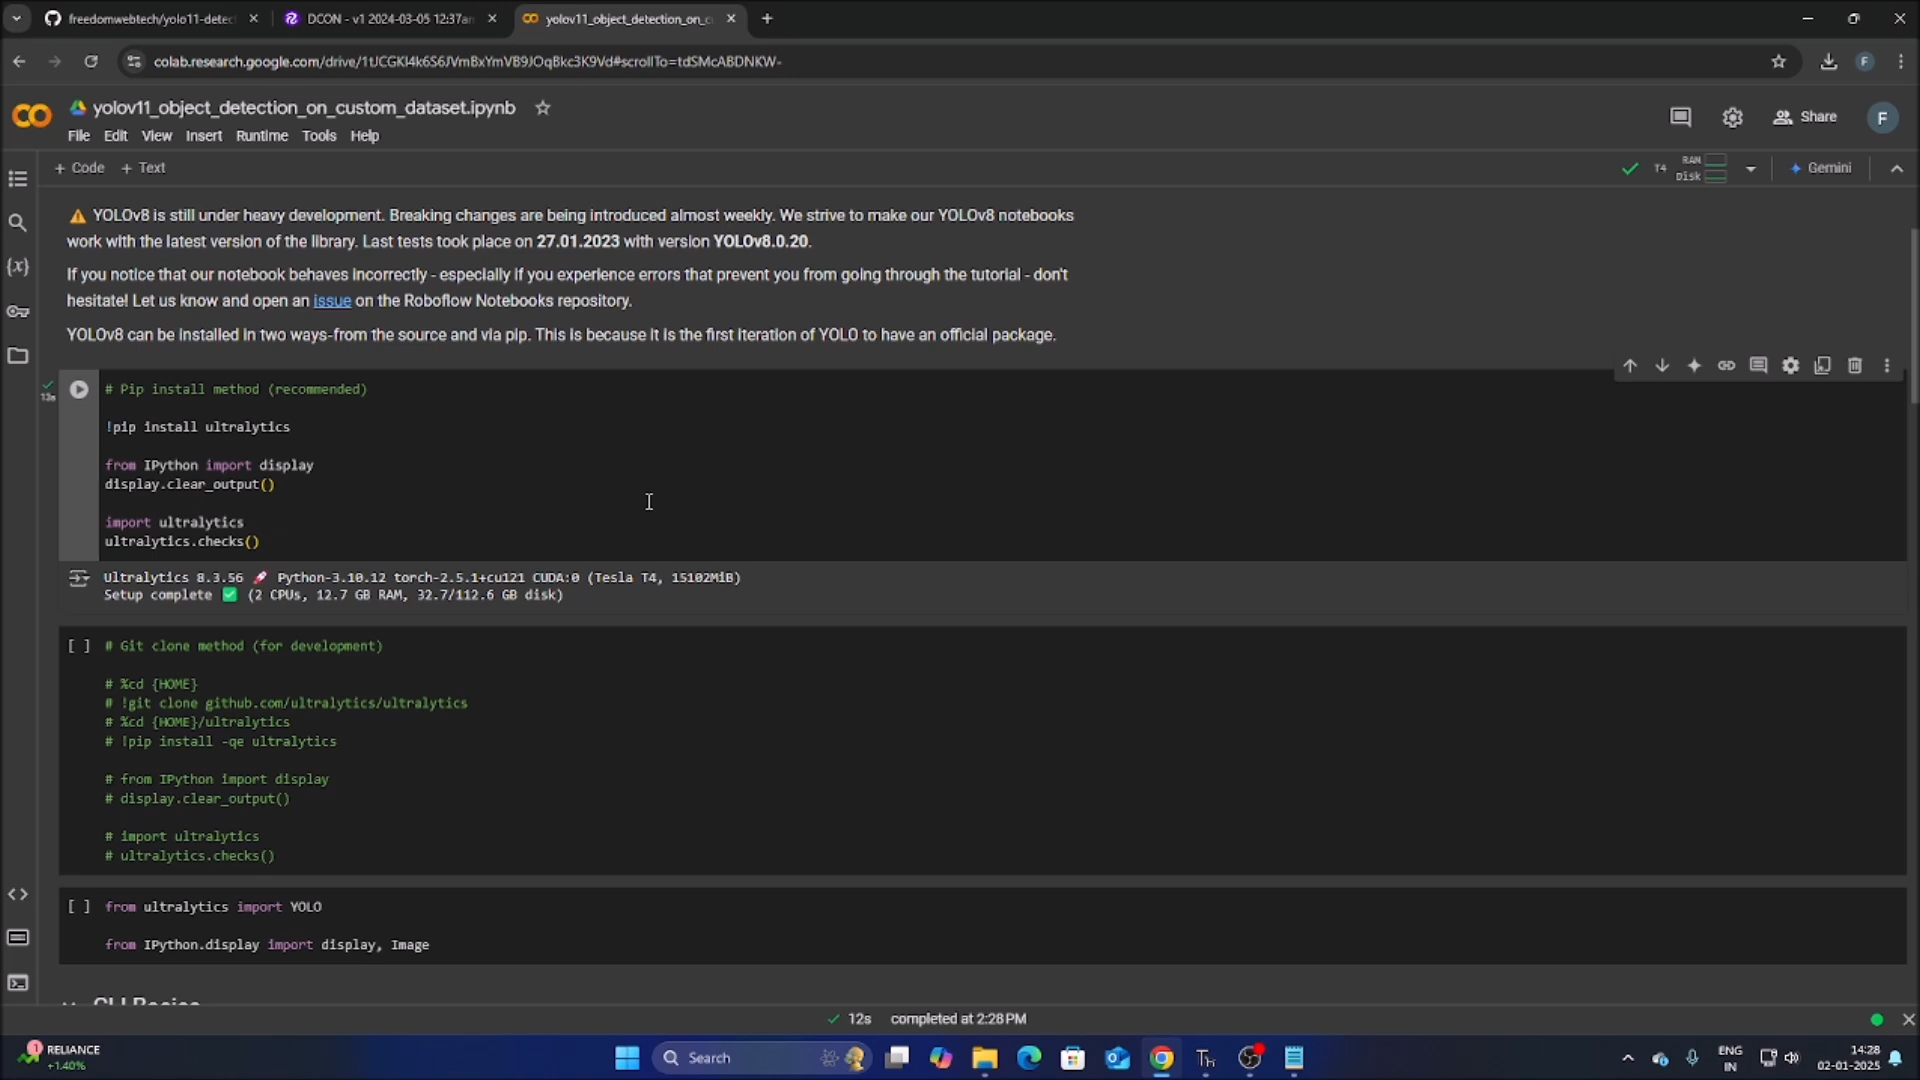 freedomwebtech/yolo11-detec
DCON - v1 2024-03-05 12:37am
yolov11_object_detection_on_c
colab.research.google.com/drive/1tJCGKl4k6S6JVmBxYmVB9JOqBkc3K9Vd#scrollTo=tdSMcABDNKW-
F
yolov11_object_detection_on_custom_dataset.ipynb
File Edit View Insert Runtime Tools Help
Share
F
+ Code + Text
T4
RAM
Disk
Gemini
⚠ YOLOv8 is still under heavy development. Breaking changes are being introduced almost weekly. We strive to make our YOLOv8 notebooks
work with the latest version of the library. Last tests took place on 27.01.2023 with version YOLOv8.0.20.
If you notice that our notebook behaves incorrectly - especially if you experience errors that prevent you from going through the tutorial - don't
hesitate! Let us know and open an issue on the Roboflow Notebooks repository.
YOLOv8 can be installed in two ways-from the source and via pip. This is because it is the first iteration of YOLO to have an official package.
13s
# Pip install method (recommended)
!pip install ultralytics
from IPython import display
display.clear_output()
import ultralytics
ultralytics.checks()
Ultralytics 8.3.56 🚀 Python-3.10.12 torch-2.5.1+cu121 CUDA:0 (Tesla T4, 15102MiB)
Setup complete ✅ (2 CPUs, 12.7 GB RAM, 32.7/112.6 GB disk)
[ ] # Git clone method (for development)
# %cd {HOME}
# !git clone github.com/ultralytics/ultralytics
# %cd {HOME}/ultralytics
# !pip install -qe ultralytics
# from IPython import display
# display.clear_output()
# import ultralytics
# ultralytics.checks()
[ ] from ultralytics import YOLO
from IPython.display import display, Image
CLI Basics
12s completed at 2:28 PM
1
RELIANCE
+1.40%
Search
ENG
IN
14:28
02-01-2025